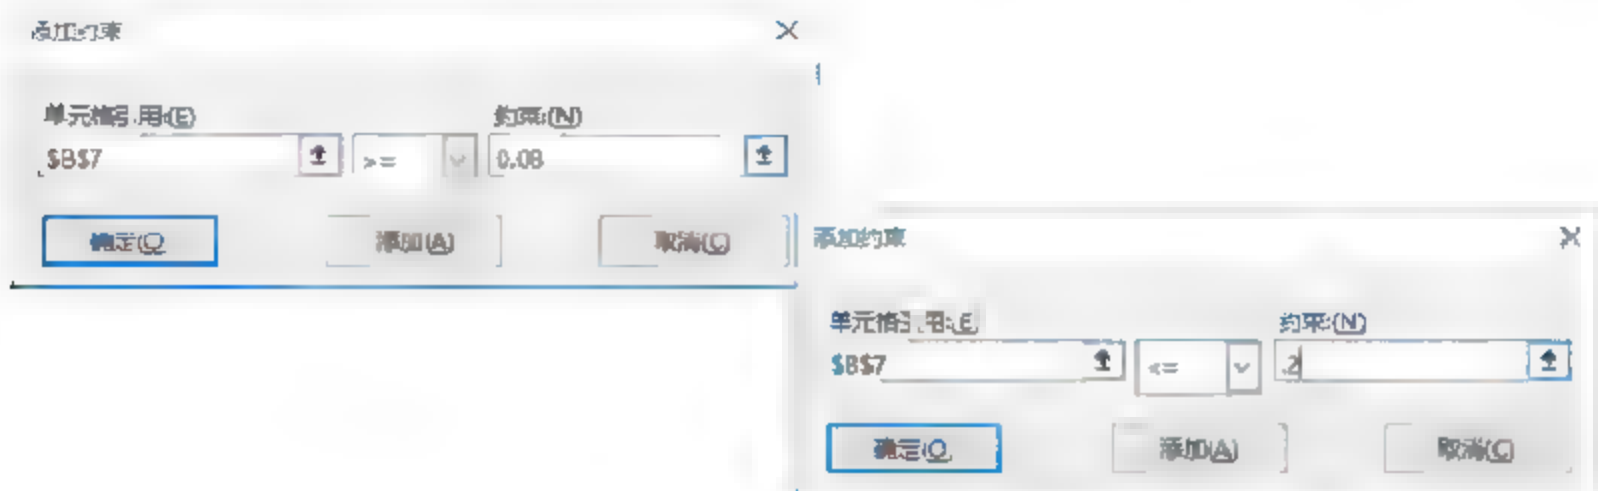 添加约束
单元格引用:(E) 约束:(N)
$B$7 >= 0.08
确定(O 添加(A) 取消(C)
添加约束
单元格引用:(E) 约束:(N)
$B$7 <= .2
确定(O 添加(A) 取消(C)